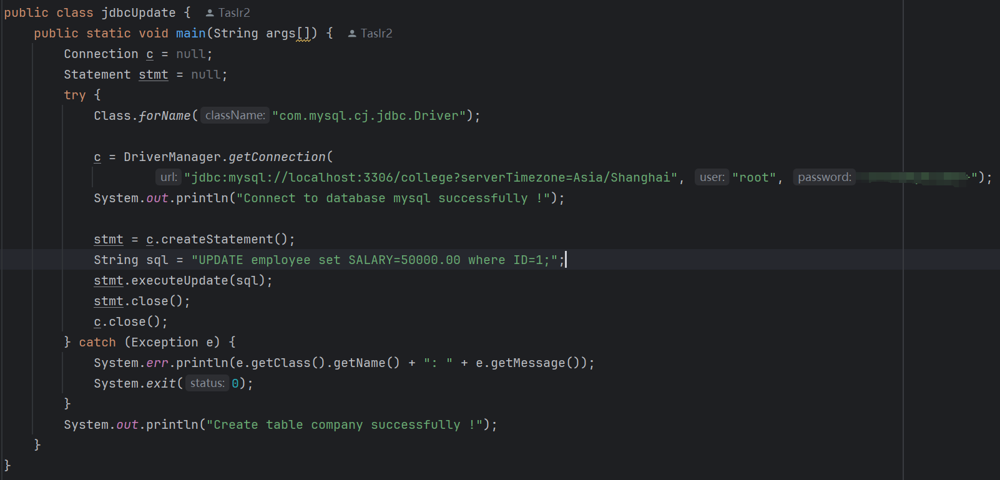 public class jdbcUpdate { Taslr2
public static void main(String args[]) { Taslr2
Connection c = null;
Statement stmt = null;
try {
Class.forName( className: "com.mysql.cj.jdbc.Driver");
c = DriverManager.getConnection(
url: "jdbc:mysql://localhost:3306/college?serverTimezone=Asia/Shanghai", user: "root", password: ");
System.out.println("Connect to database mysql successfully !");
stmt = c.createStatement();
String sql = "UPDATE employee set SALARY=50000.00 where ID=1;";
stmt.executeUpdate(sql);
stmt.close();
c.close();
} catch (Exception e) {
System.err.println(e.getClass().getName() + ": " + e.getMessage());
System.exit( status: 0);
}
System.out.println("Create table company successfully !");
}
}